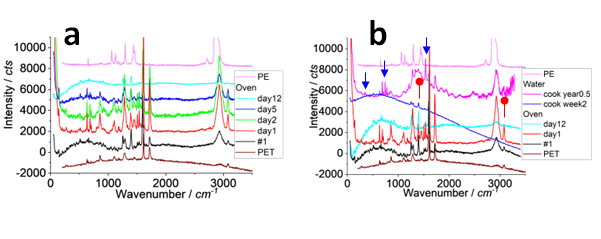 a
10000
8000
6000
4000
2000
0
-2000
Intensity / cts
0 1000 2000 3000
Wavenumber / cm-1
PE
Oven
day12
day5
day2
day1
#1
PET
b
10000
8000
6000
4000
2000
0
-2000
Intensity / cts
0 1000 2000 3000
Wavenumber / cm-1
PE
Water
cook year0.5
cook week2
Oven
day12
day1
#1
PET